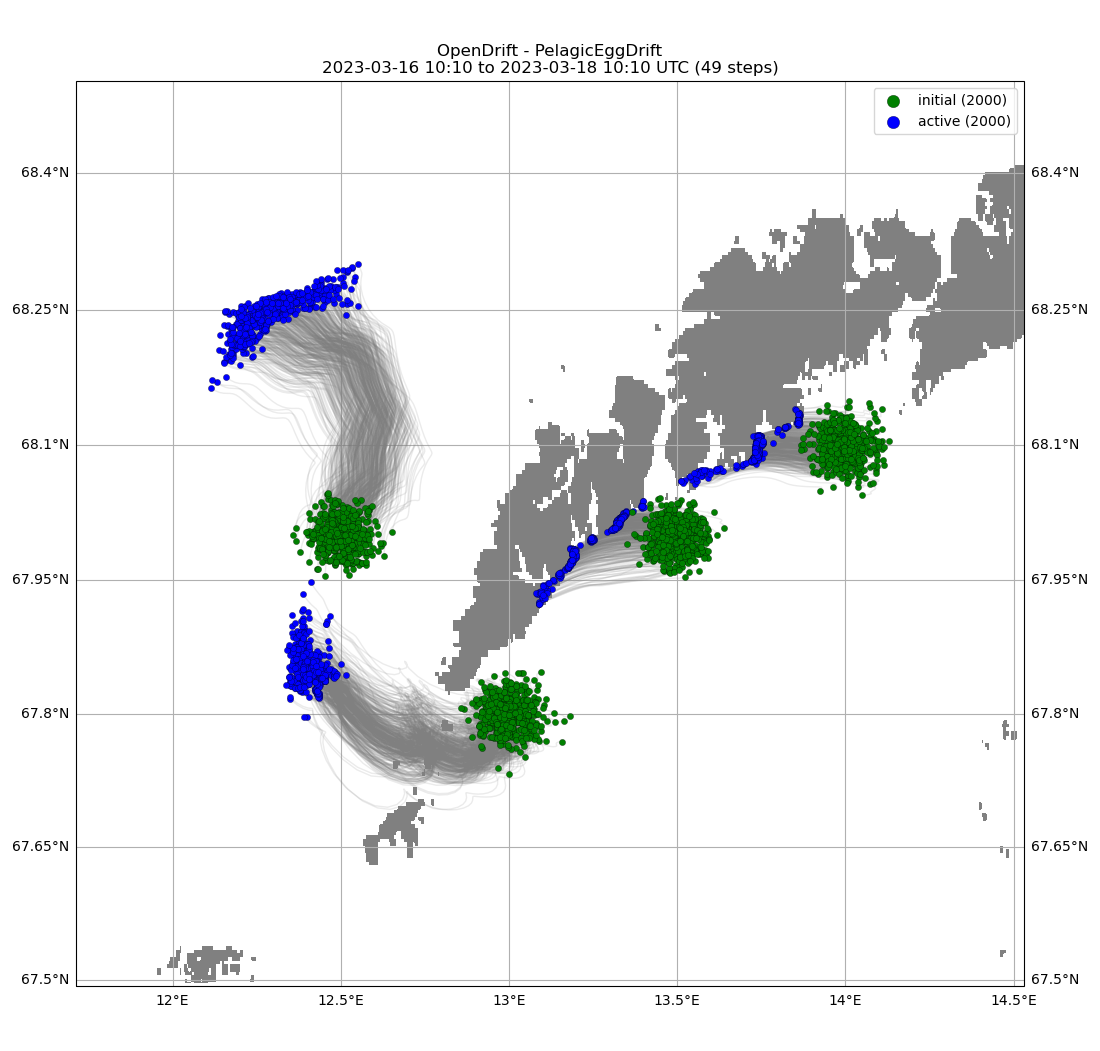 OpenDrift - PelagicEggDrift
2023-03-16 10:10 to 2023-03-18 10:10 UTC (49 steps)
initial (2000)
active (2000)
68.4°N
68.4°N
68.25°N
68.25°N
68.1°N
68.1°N
67.95°N
67.95°N
67.8°N
67.8°N
67.65°N
67.65°N
67.5°N
67.5°N
12°E
12.5°E
13°E
13.5°E
14°E
14.5°E